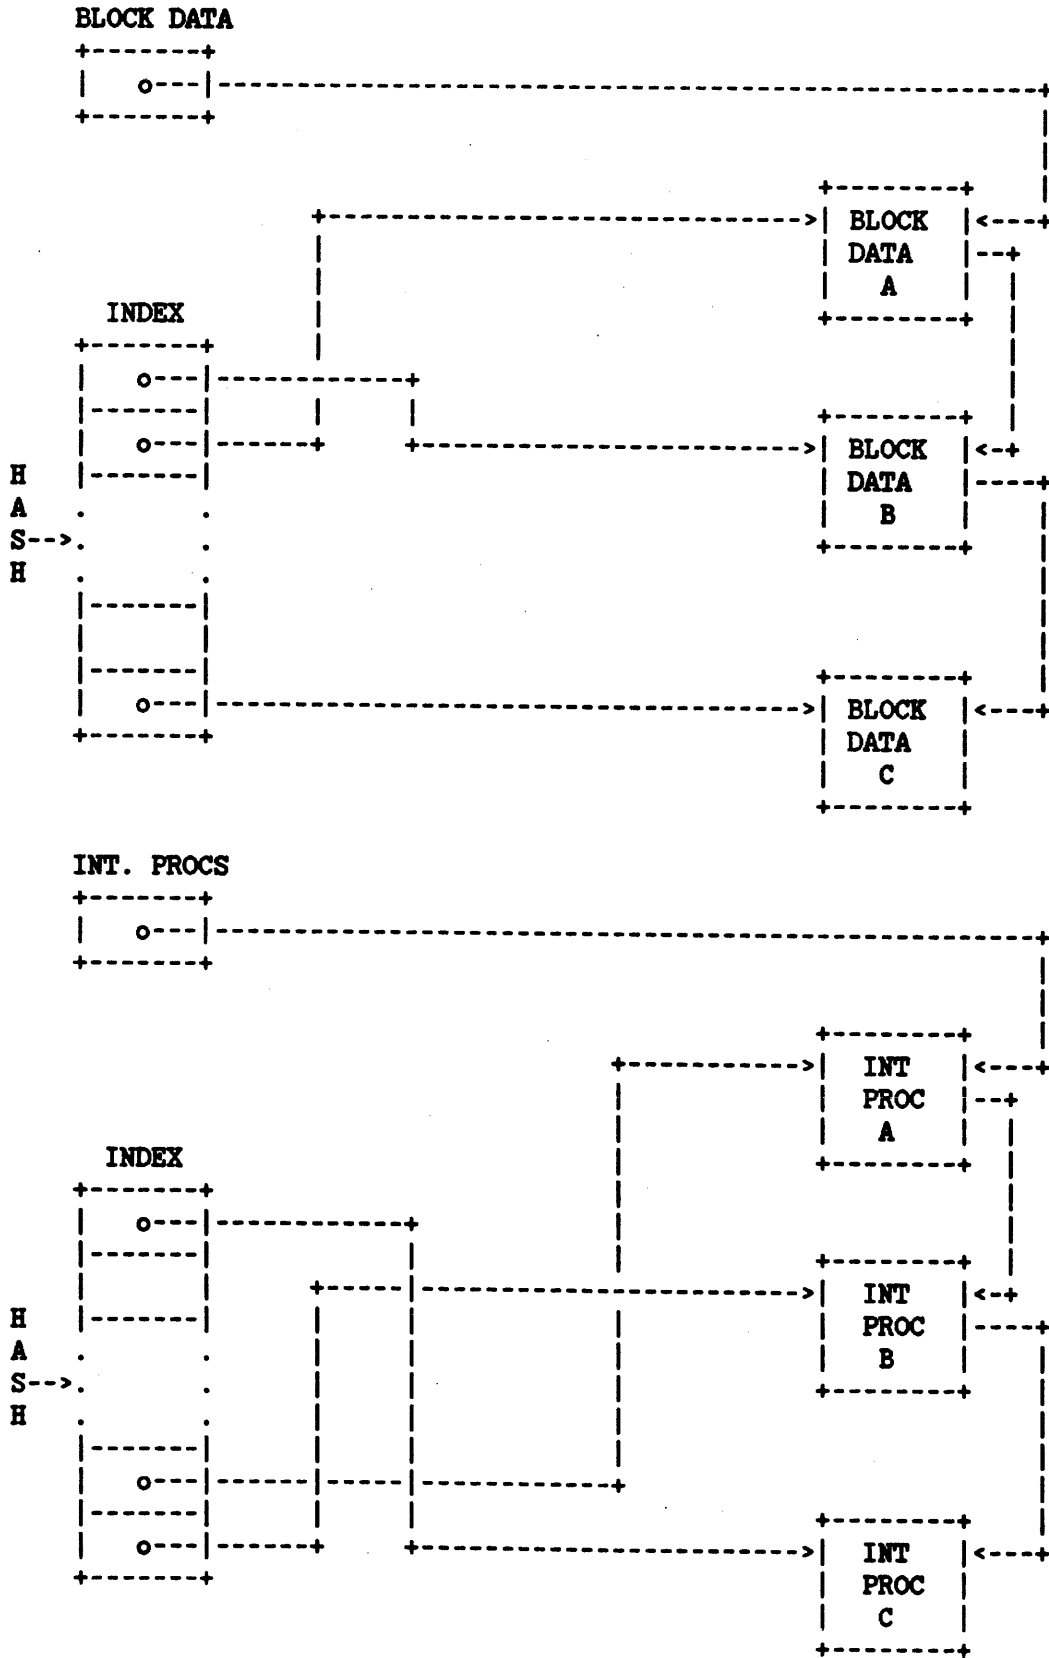 BLOCK DATA
BLOCK
DATA
A
INDEX
BLOCK
DATA
B
H
A
S
H
BLOCK
DATA
C
INT. PROCS
INT
PROC
A
INDEX
INT
PROC
B
H
A
S
H
INT
PROC
C